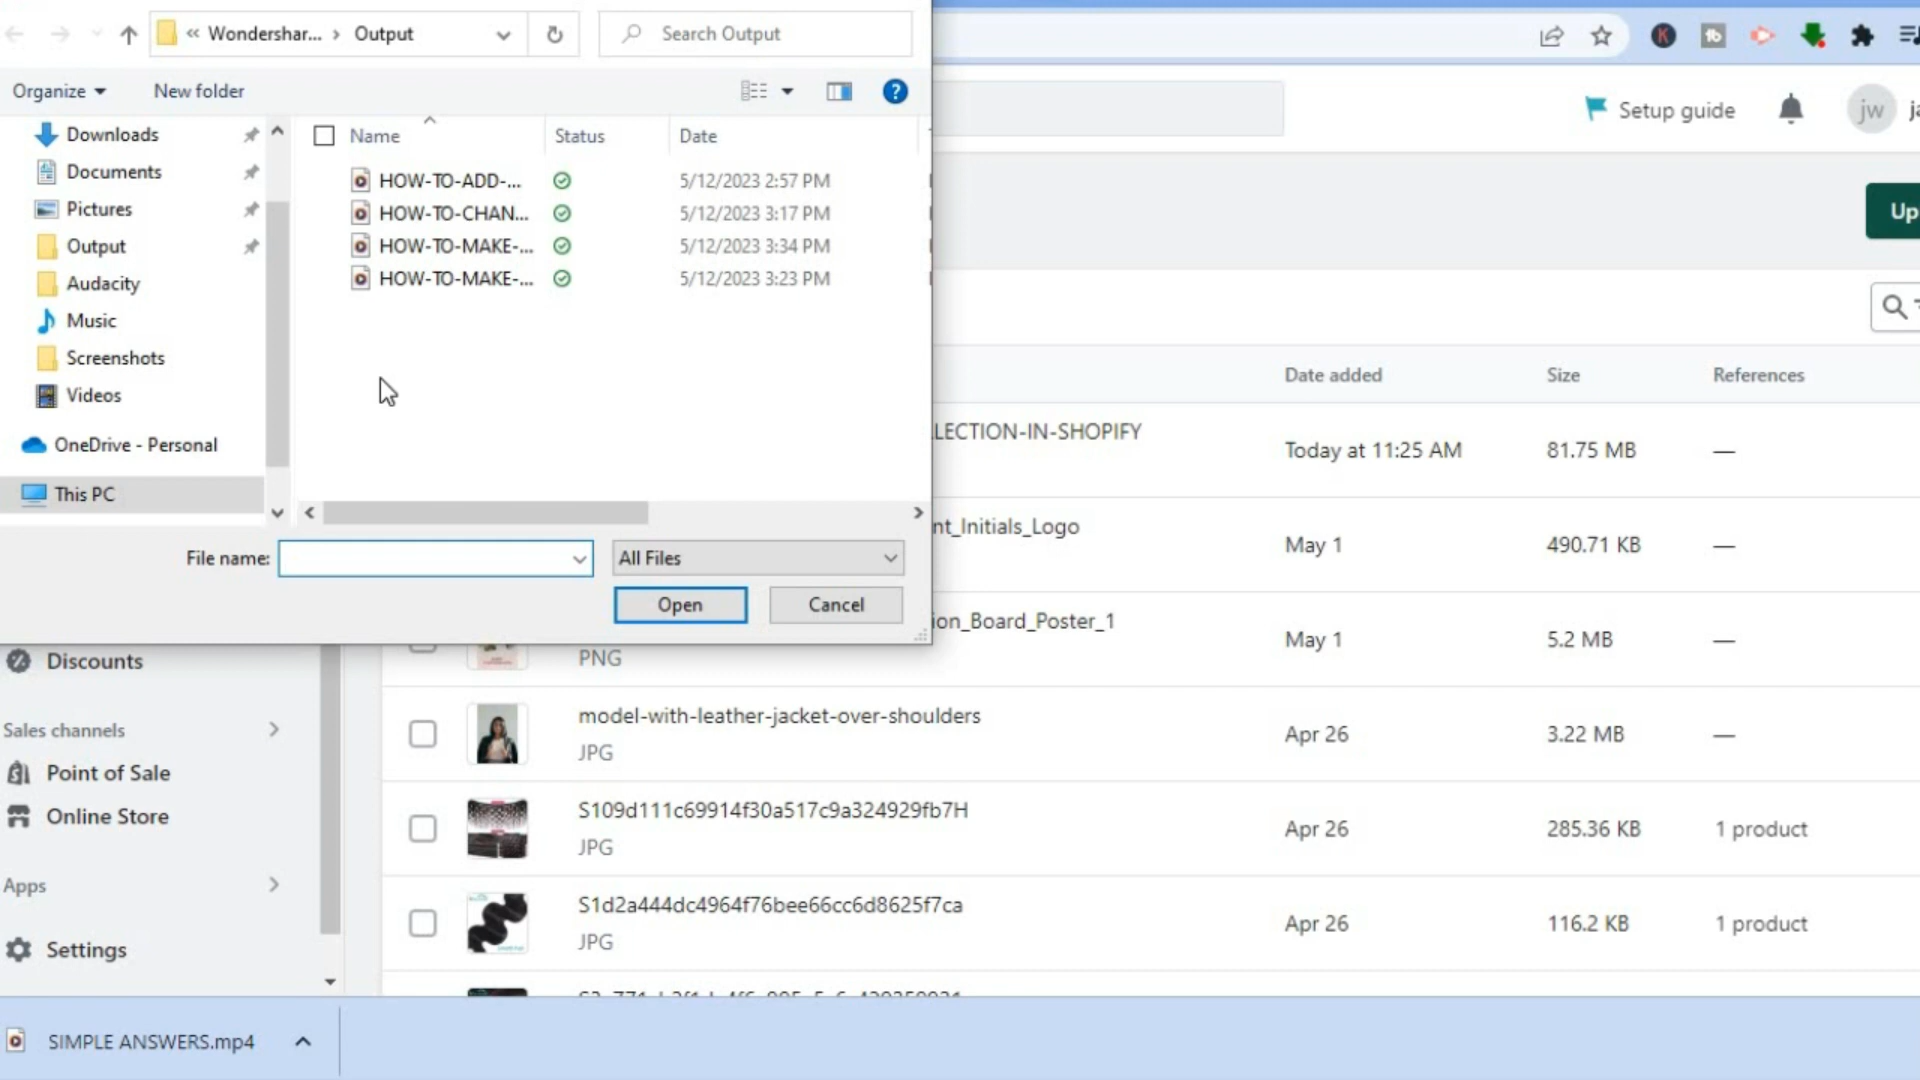 « Wondershar... › Output
Search Output
Organize
New folder
?
Downloads
Documents
Pictures
Output
Audacity
Music
Screenshots
Videos
OneDrive - Personal
This PC
Name Status Date
HOW-TO-ADD-... 5/12/2023 2:57 PM
HOW-TO-CHAN... 5/12/2023 3:17 PM
HOW-TO-MAKE-... 5/12/2023 3:34 PM
HOW-TO-MAKE-... 5/12/2023 3:23 PM
File name:
All Files
Open
Cancel
K
Setup guide
jw
Up
Date added Size References
LECTION-IN-SHOPIFY
Today at 11:25 AM 81.75 MB —
nt_Initials_Logo
May 1 490.71 KB —
ion_Board_Poster_1
PNG
May 1 5.2 MB —
model-with-leather-jacket-over-shoulders
JPG
Apr 26 3.22 MB —
S109d111c69914f30a517c9a324929fb7H
JPG
Apr 26 285.36 KB 1 product
S1d2a444dc4964f76bee66cc6d8625f7ca
JPG
Apr 26 116.2 KB 1 product
Discounts
Sales channels
Point of Sale
Online Store
Apps
Settings
SIMPLE ANSWERS.mp4